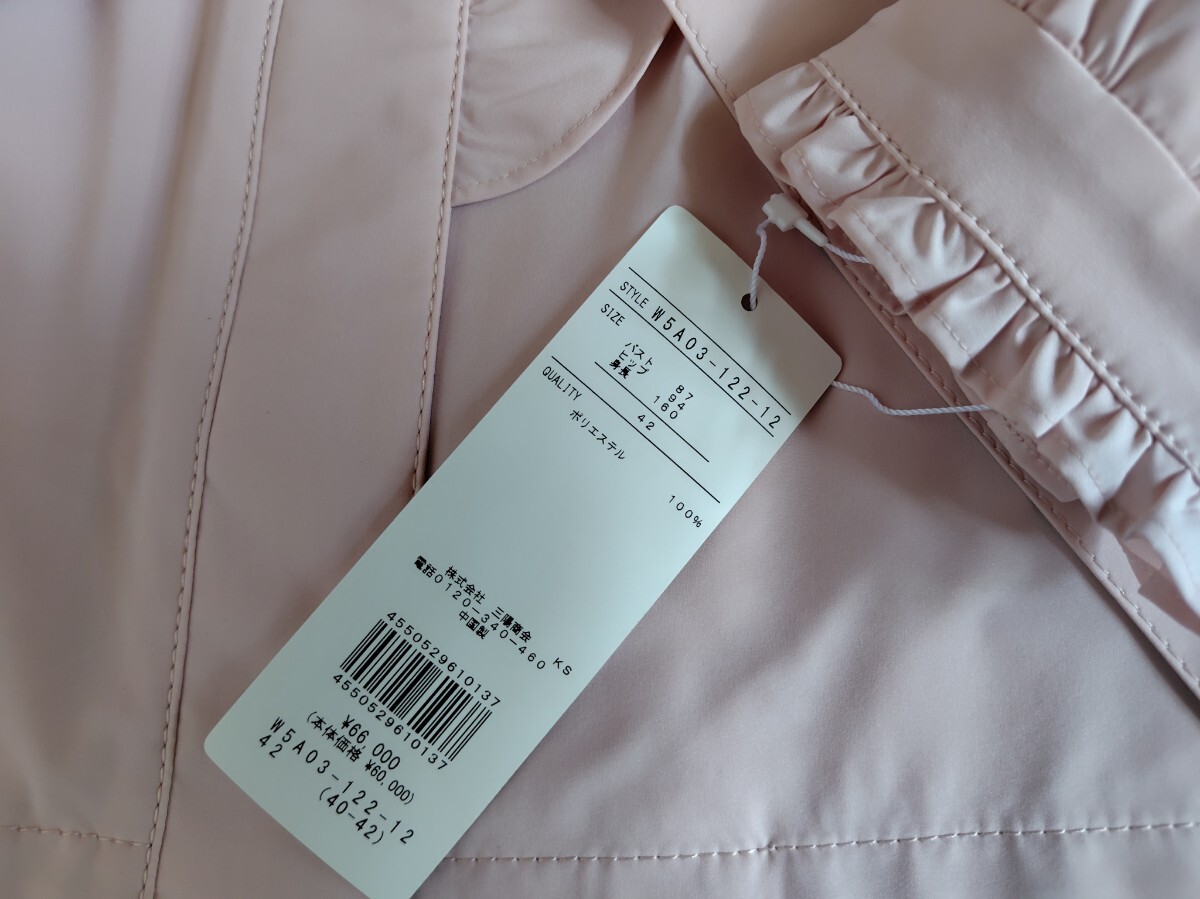 STYLE W5A03-122-12
SIZE
バスト 87
ヒップ 94
身長 160
42
QUALITY
ポリエステル
100%
株式会社 三陽商会
電話0120-340-460 KS
中国製
4550529610137
4550529610137
¥66,000
(本体価格 ¥60,000)
W5A03-122-12
42 (40-42)